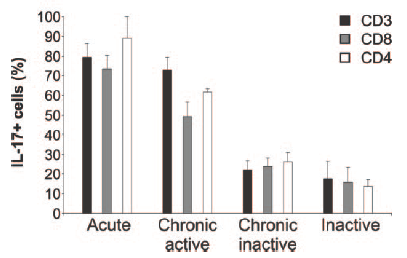 100
90
80
70
60
50
40
30
20
10
0
IL-17+ cells (%)
CD3
CD8
CD4
Acute
Chronic
active
Chronic
inactive
Inactive